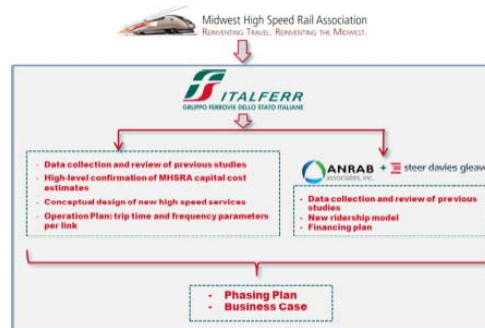 Midwest High Speed Rail Association
REINVENTING TRAVEL. REINVENTING THE MIDWEST.
ITALFERR
GRUPPO FERROVIE DELLO STATO ITALIANE
- Data collection and review of previous studies
- High-level confirmation of MHSRA capital cost
estimates
- Conceptual design of new high speed services
- Operation Plan: trip time and frequency parameters
per link
ANRAB + steer davies gleave
ASSOCIATES, INC.
- Data collection and review of previous
studies
- New ridership model
- Financing plan
- Phasing Plan
- Business Case